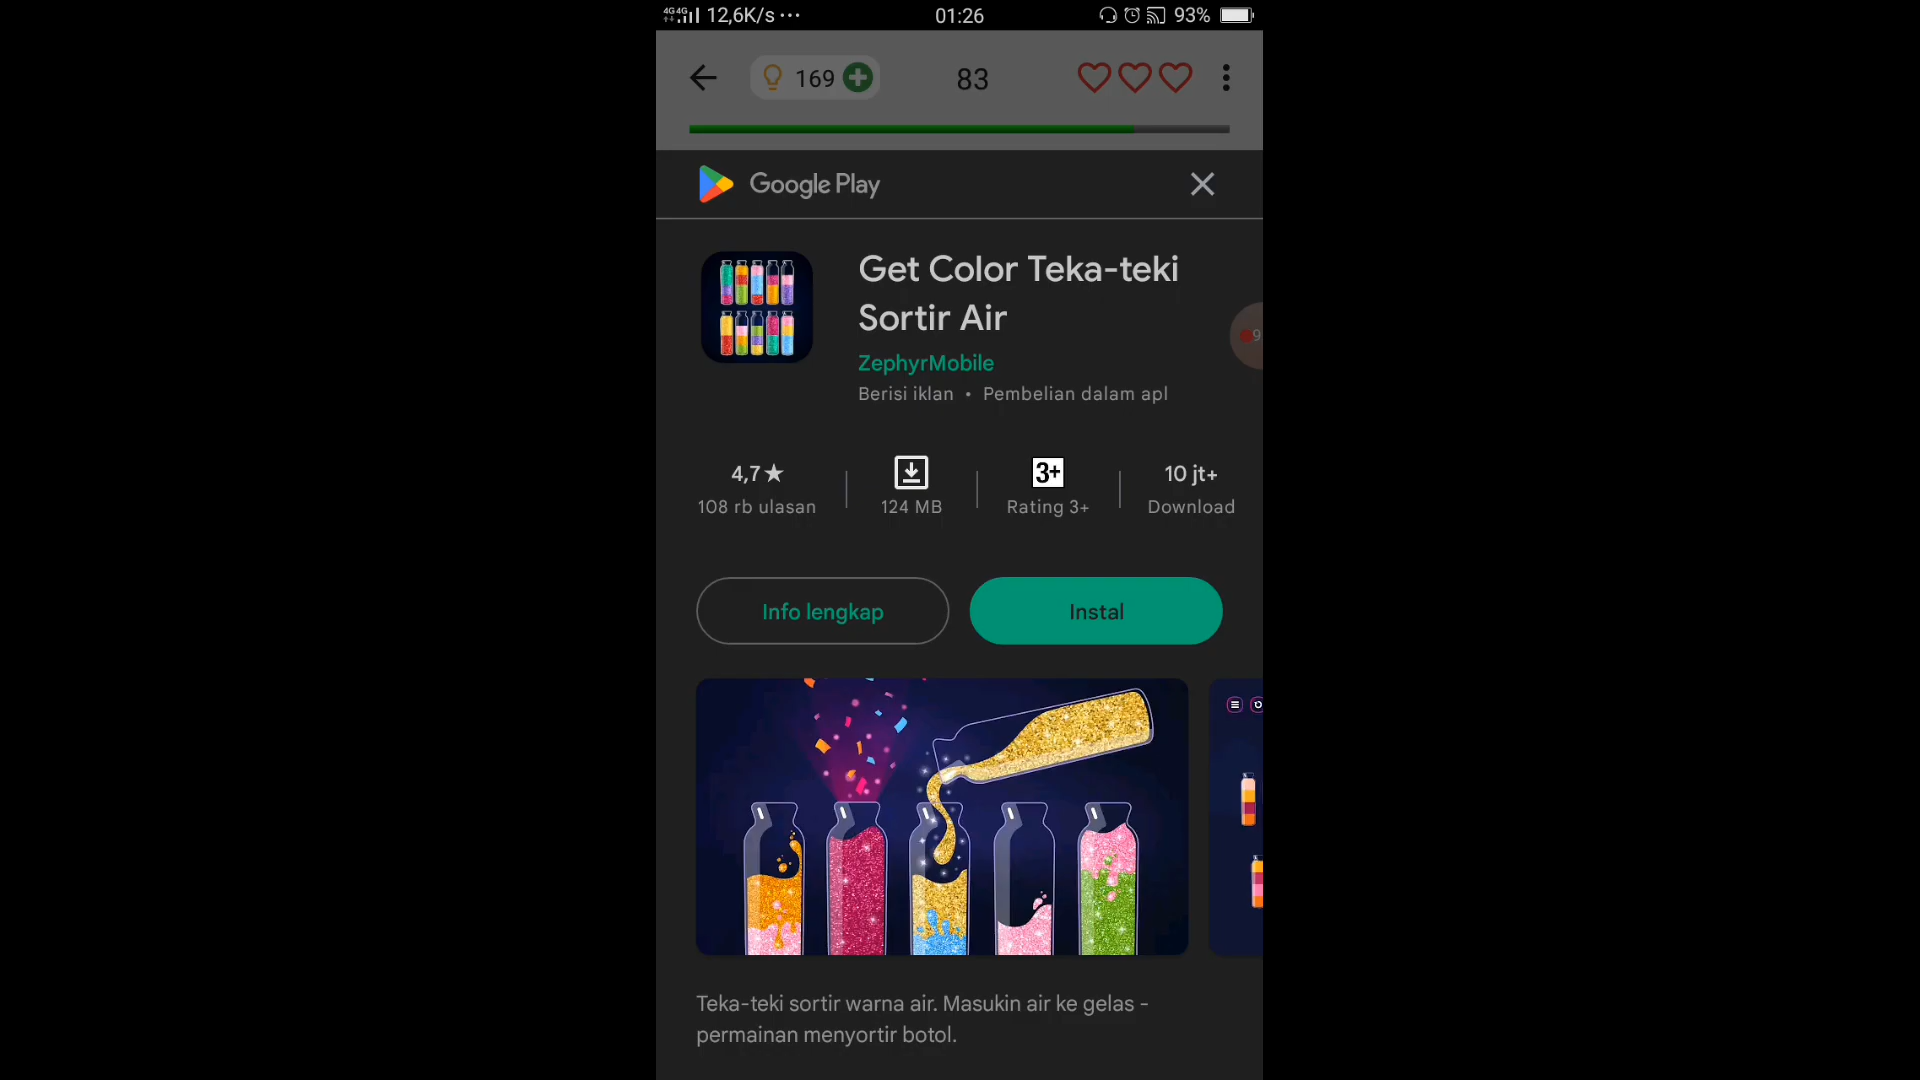 4G 4G 12,6K/s ··· 01:26 93%
169 83
Google Play
Get Color Teka-teki
Sortir Air
ZephyrMobile
Berisi iklan • Pembelian dalam apl
4,7★ 3+ 10 jt+
108 rb ulasan 124 MB Rating 3+ Download
Info lengkap Instal
Teka-teki sortir warna air. Masukin air ke gelas -
permainan menyortir botol.